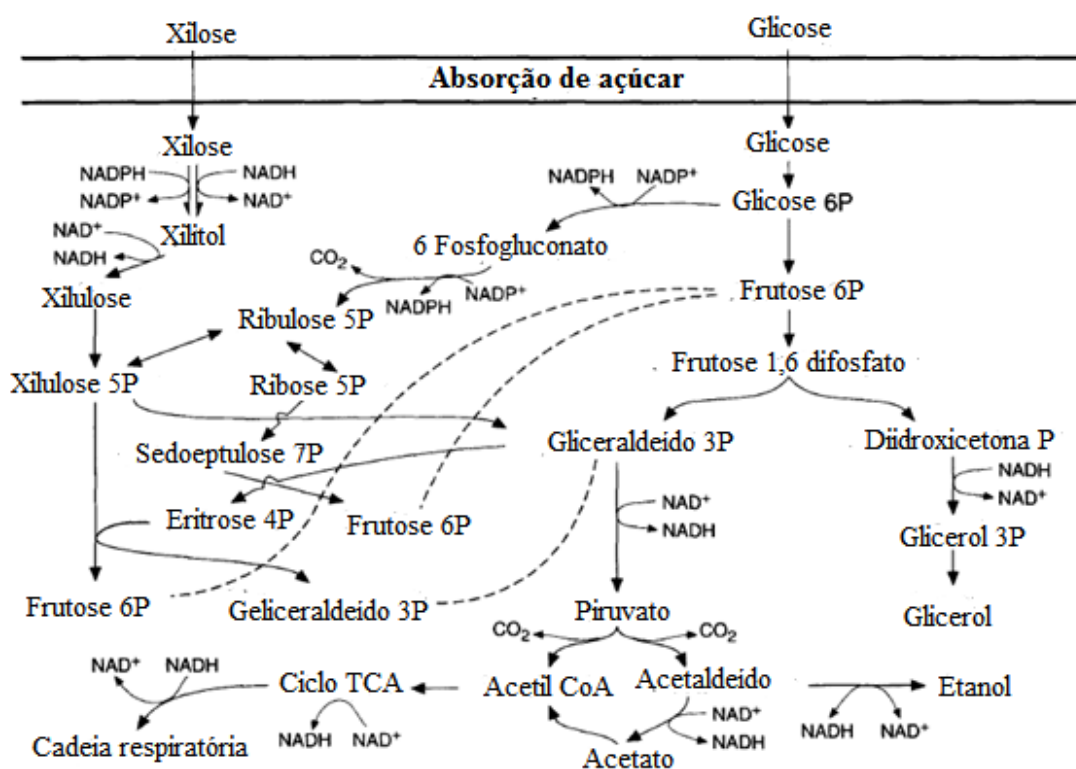 Xilose
Glicose
Absorção de açúcar
Xilose
Glicose
NADPH
NADH
NADP⁺
NAD⁺
NADPH
NADP⁺
Glicose 6P
Xilitol
NAD⁺
NADH
6 Fosfogluconato
CO₂
NADPH
NADP⁺
Xilulose
Ribulose 5P
Frutose 6P
Xilulose 5P
Ribose 5P
Frutose 1,6 difosfato
Sedoeptulose 7P
Gliceraldeido 3P
Diidroxicetona P
NADH
NAD⁺
Eritrose 4P
Frutose 6P
NAD⁺
NADH
Glicerol 3P
Frutose 6P
Geliceraldeido 3P
Piruvato
Glicerol
CO₂
CO₂
NAD⁺
NADH
Ciclo TCA
Acetil CoA
Acetaldeido
Etanol
NADH
NAD⁺
NAD⁺
NADH
NADH
NAD⁺
Cadeia respiratória
Acetato